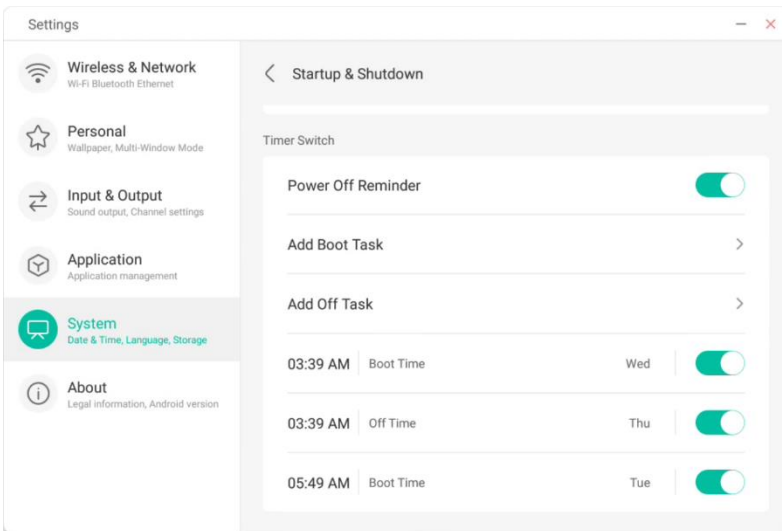 Settings
Wireless & Network
Wi-Fi Bluetooth Ethernet
Personal
Wallpaper, Multi-Window Mode
Input & Output
Sound output, Channel settings
Application
Application management
System
Date & Time, Language, Storage
About
Legal information, Android version
Startup & Shutdown
Timer Switch
Power Off Reminder
Add Boot Task
Add Off Task
03:39 AM Boot Time Wed
03:39 AM Off Time Thu
05:49 AM Boot Time Tue